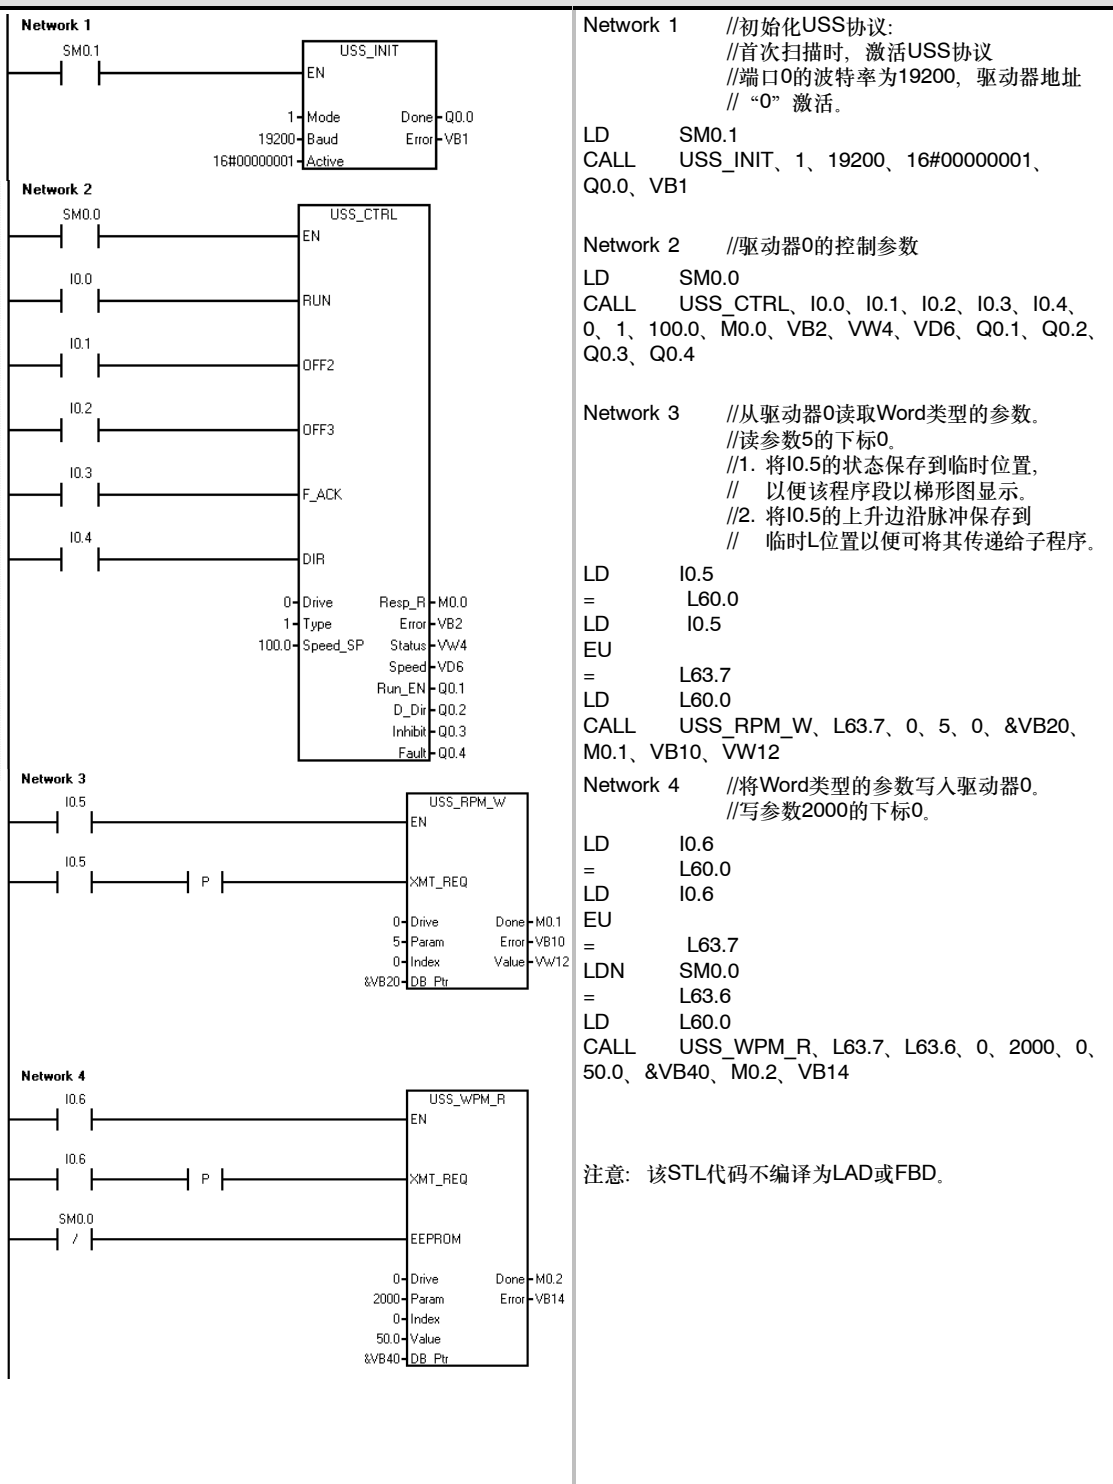 Network 1
SM0.1
USS_INIT
EN
1 Mode Done Q0.0
19200 Baud Error VB1
16#00000001 Active
Network 2
SM0.0
USS_CTRL
EN
I0.0
RUN
I0.1
OFF2
I0.2
OFF3
I0.3
F_ACK
I0.4
DIR
0 Drive Resp_R M0.0
1 Type Error VB2
100.0 Speed_SP Status VW4
Speed VD6
Run_EN Q0.1
D_Dir Q0.2
Inhibit Q0.3
Fault Q0.4
Network 3
I0.5
USS_RPM_W
EN
I0.5
P
XMT_REQ
0 Drive Done M0.1
5 Param Error VB10
0 Index Value VW12
&VB20 DB_Ptr
Network 4
I0.6
USS_WPM_R
EN
I0.6
P
XMT_REQ
SM0.0
/
EEPROM
0 Drive Done M0.2
2000 Param Error VB14
0 Index
50.0 Value
&VB40 DB_Ptr
Network 1 //初始化USS协议:
//首次扫描时，激活USS协议
//端口0的波特率为19200，驱动器地址
//“0”激活。
LD SM0.1
CALL USS_INIT、1、19200、16#00000001、
Q0.0、VB1
Network 2 //驱动器0的控制参数
LD SM0.0
CALL USS_CTRL、I0.0、I0.1、I0.2、I0.3、I0.4、
0、1、100.0、M0.0、VB2、VW4、VD6、Q0.1、Q0.2、
Q0.3、Q0.4
Network 3 //从驱动器0读取Word类型的参数。
//读参数5的下标0。
//1. 将I0.5的状态保存到临时位置，
// 以便该程序段以梯形图显示。
//2. 将I0.5的上升边沿脉冲保存到
// 临时L位置以便可将其传递给子程序。
LD I0.5
= L60.0
LD I0.5
EU
= L63.7
LD L60.0
CALL USS_RPM_W、L63.7、0、5、0、&VB20、
M0.1、VB10、VW12
Network 4 //将Word类型的参数写入驱动器0。
//写参数2000的下标0。
LD I0.6
= L60.0
LD I0.6
EU
= L63.7
LDN SM0.0
= L63.6
LD L60.0
CALL USS_WPM_R、L63.7、L63.6、0、2000、0、
50.0、&VB40、M0.2、VB14
注意: 该STL代码不编译为LAD或FBD。